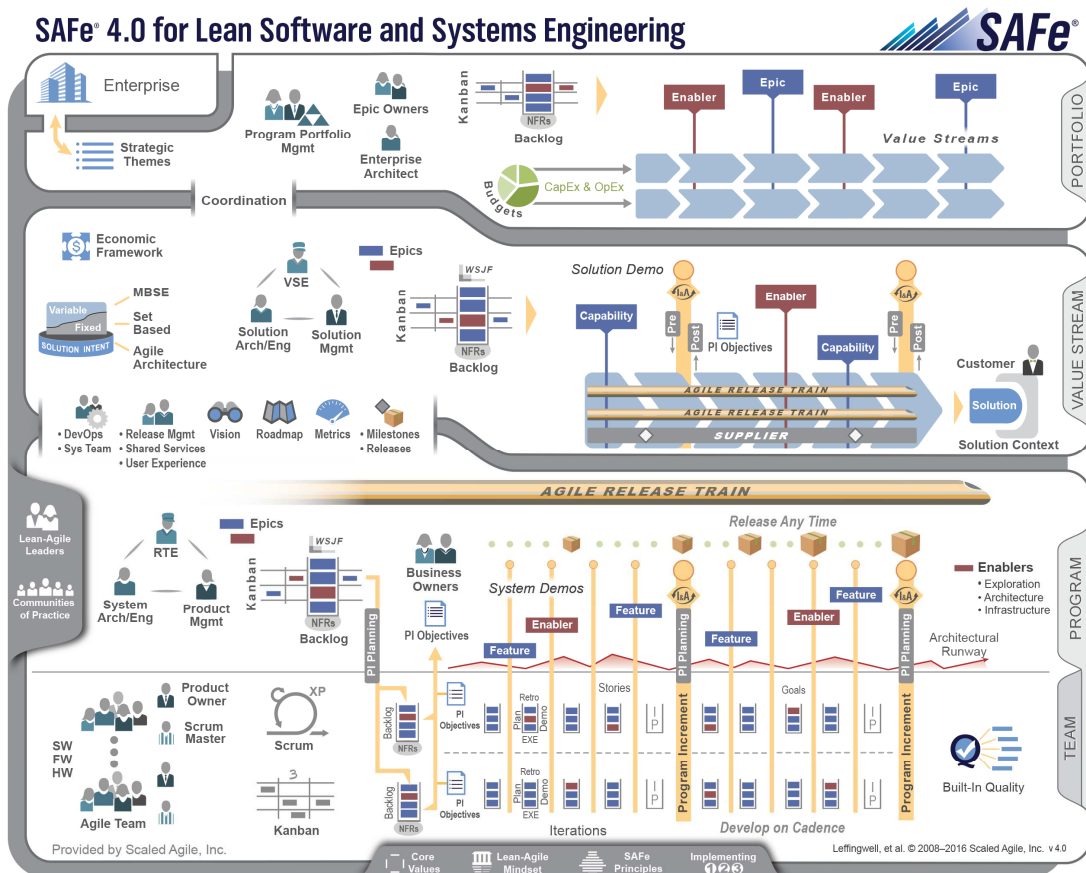 SAFe® 4.0 for Lean Software and Systems Engineering
SAFe®
Enterprise
Strategic
Themes
Program Portfolio
Mgmt
Epic Owners
Enterprise
Architect
Kanban
NFRs
Backlog
Enabler
Epic
Enabler
Epic
Value Streams
Budgets
CapEx & OpEx
PORTFOLIO
Coordination
Economic
Framework
Variable
Fixed
SOLUTION INTENT
MBSE
Set
Based
Agile
Architecture
VSE
Solution
Arch/Eng
Solution
Mgmt
Epics
WSJF
Kanban
NFRs
Backlog
Solution Demo
Capability
I&A
Pre
Post
PI Objectives
Enabler
Capability
I&A
Pre
Post
AGILE RELEASE TRAIN
AGILE RELEASE TRAIN
SUPPLIER
Customer
Solution
Solution Context
VALUE STREAM
• DevOps
• Sys Team
• Release Mgmt
• Shared Services
• User Experience
Vision
Roadmap
Metrics
• Milestones
• Releases
AGILE RELEASE TRAIN
Lean-Agile
Leaders
Communities
of Practice
RTE
System
Arch/Eng
Product
Mgmt
Epics
WSJF
Kanban
NFRs
Backlog
PI Planning
Business
Owners
PI Objectives
Release Any Time
System Demos
Feature
Enabler
Feature
I&A
PI Planning
Feature
Enabler
Feature
I&A
PI Planning
Enablers
• Exploration
• Architecture
• Infrastructure
Architectural
Runway
PROGRAM
Product
Owner
Scrum
Master
SW
FW
HW
Agile Team
XP
Scrum
3
Kanban
Backlog
NFRs
PI
Objectives
Retro
Plan
Demo
EXE
Stories
I
P
Program Increment
Goals
I
P
Program Increment
Backlog
NFRs
PI
Objectives
Retro
Plan
Demo
EXE
I
P
I
P
Iterations
Develop on Cadence
Built-In Quality
TEAM
Provided by Scaled Agile, Inc.
Leffingwell, et al. © 2008–2016 Scaled Agile, Inc. v 4.0
Core
Values
Lean-Agile
Mindset
SAFe
Principles
Implementing
123